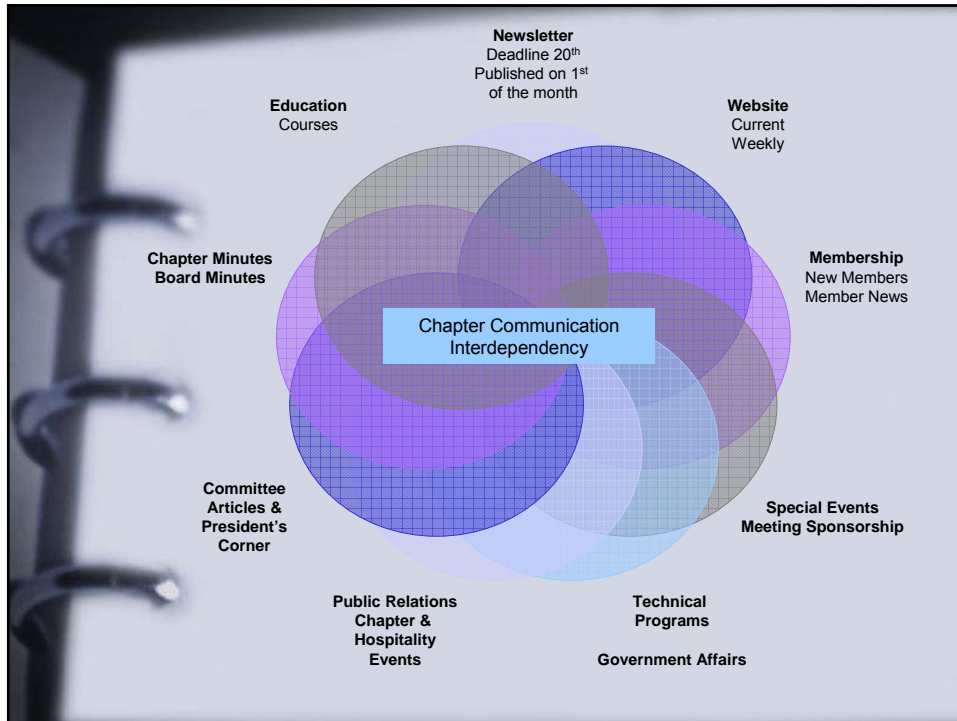 Newsletter
Deadline 20th
Published on 1st
of the month
Education
Courses
Website
Current
Weekly
Chapter Minutes
Board Minutes
Membership
New Members
Member News
Chapter Communication
Interdependency
Committee
Articles &
President's
Corner
Special Events
Meeting Sponsorship
Public Relations
Chapter &
Hospitality
Events
Technical
Programs
Government Affairs